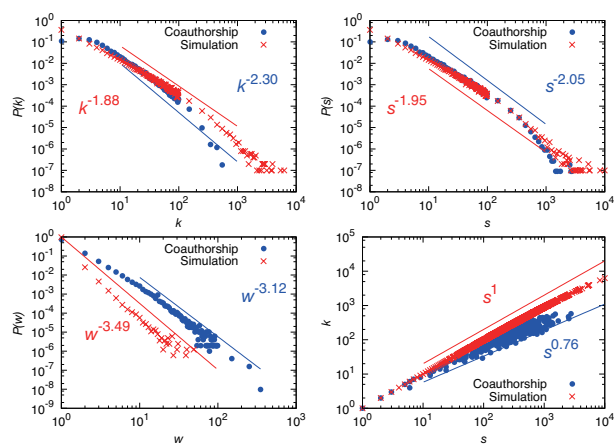 10^0
10^-1
10^-2
10^-3
10^-4
10^-5
10^-6
10^-7
10^-8
P(k)
Coauthorship
Simulation
k^-2.30
k^-1.88
10^0 10^1 10^2 10^3 10^4
k
10^0
10^-1
10^-2
10^-3
10^-4
10^-5
10^-6
10^-7
10^-8
P(s)
Coauthorship
Simulation
s^-2.05
s^-1.95
10^0 10^1 10^2 10^3 10^4
s
10^0
10^-1
10^-2
10^-3
10^-4
10^-5
10^-6
10^-7
10^-8
10^-9
P(w)
Coauthorship
Simulation
w^-3.12
w^-3.49
10^0 10^1 10^2 10^3
w
10^5
10^4
10^3
10^2
10^1
10^0
k
s^1
s^0.76
Coauthorship
Simulation
10^0 10^1 10^2 10^3 10^4
s